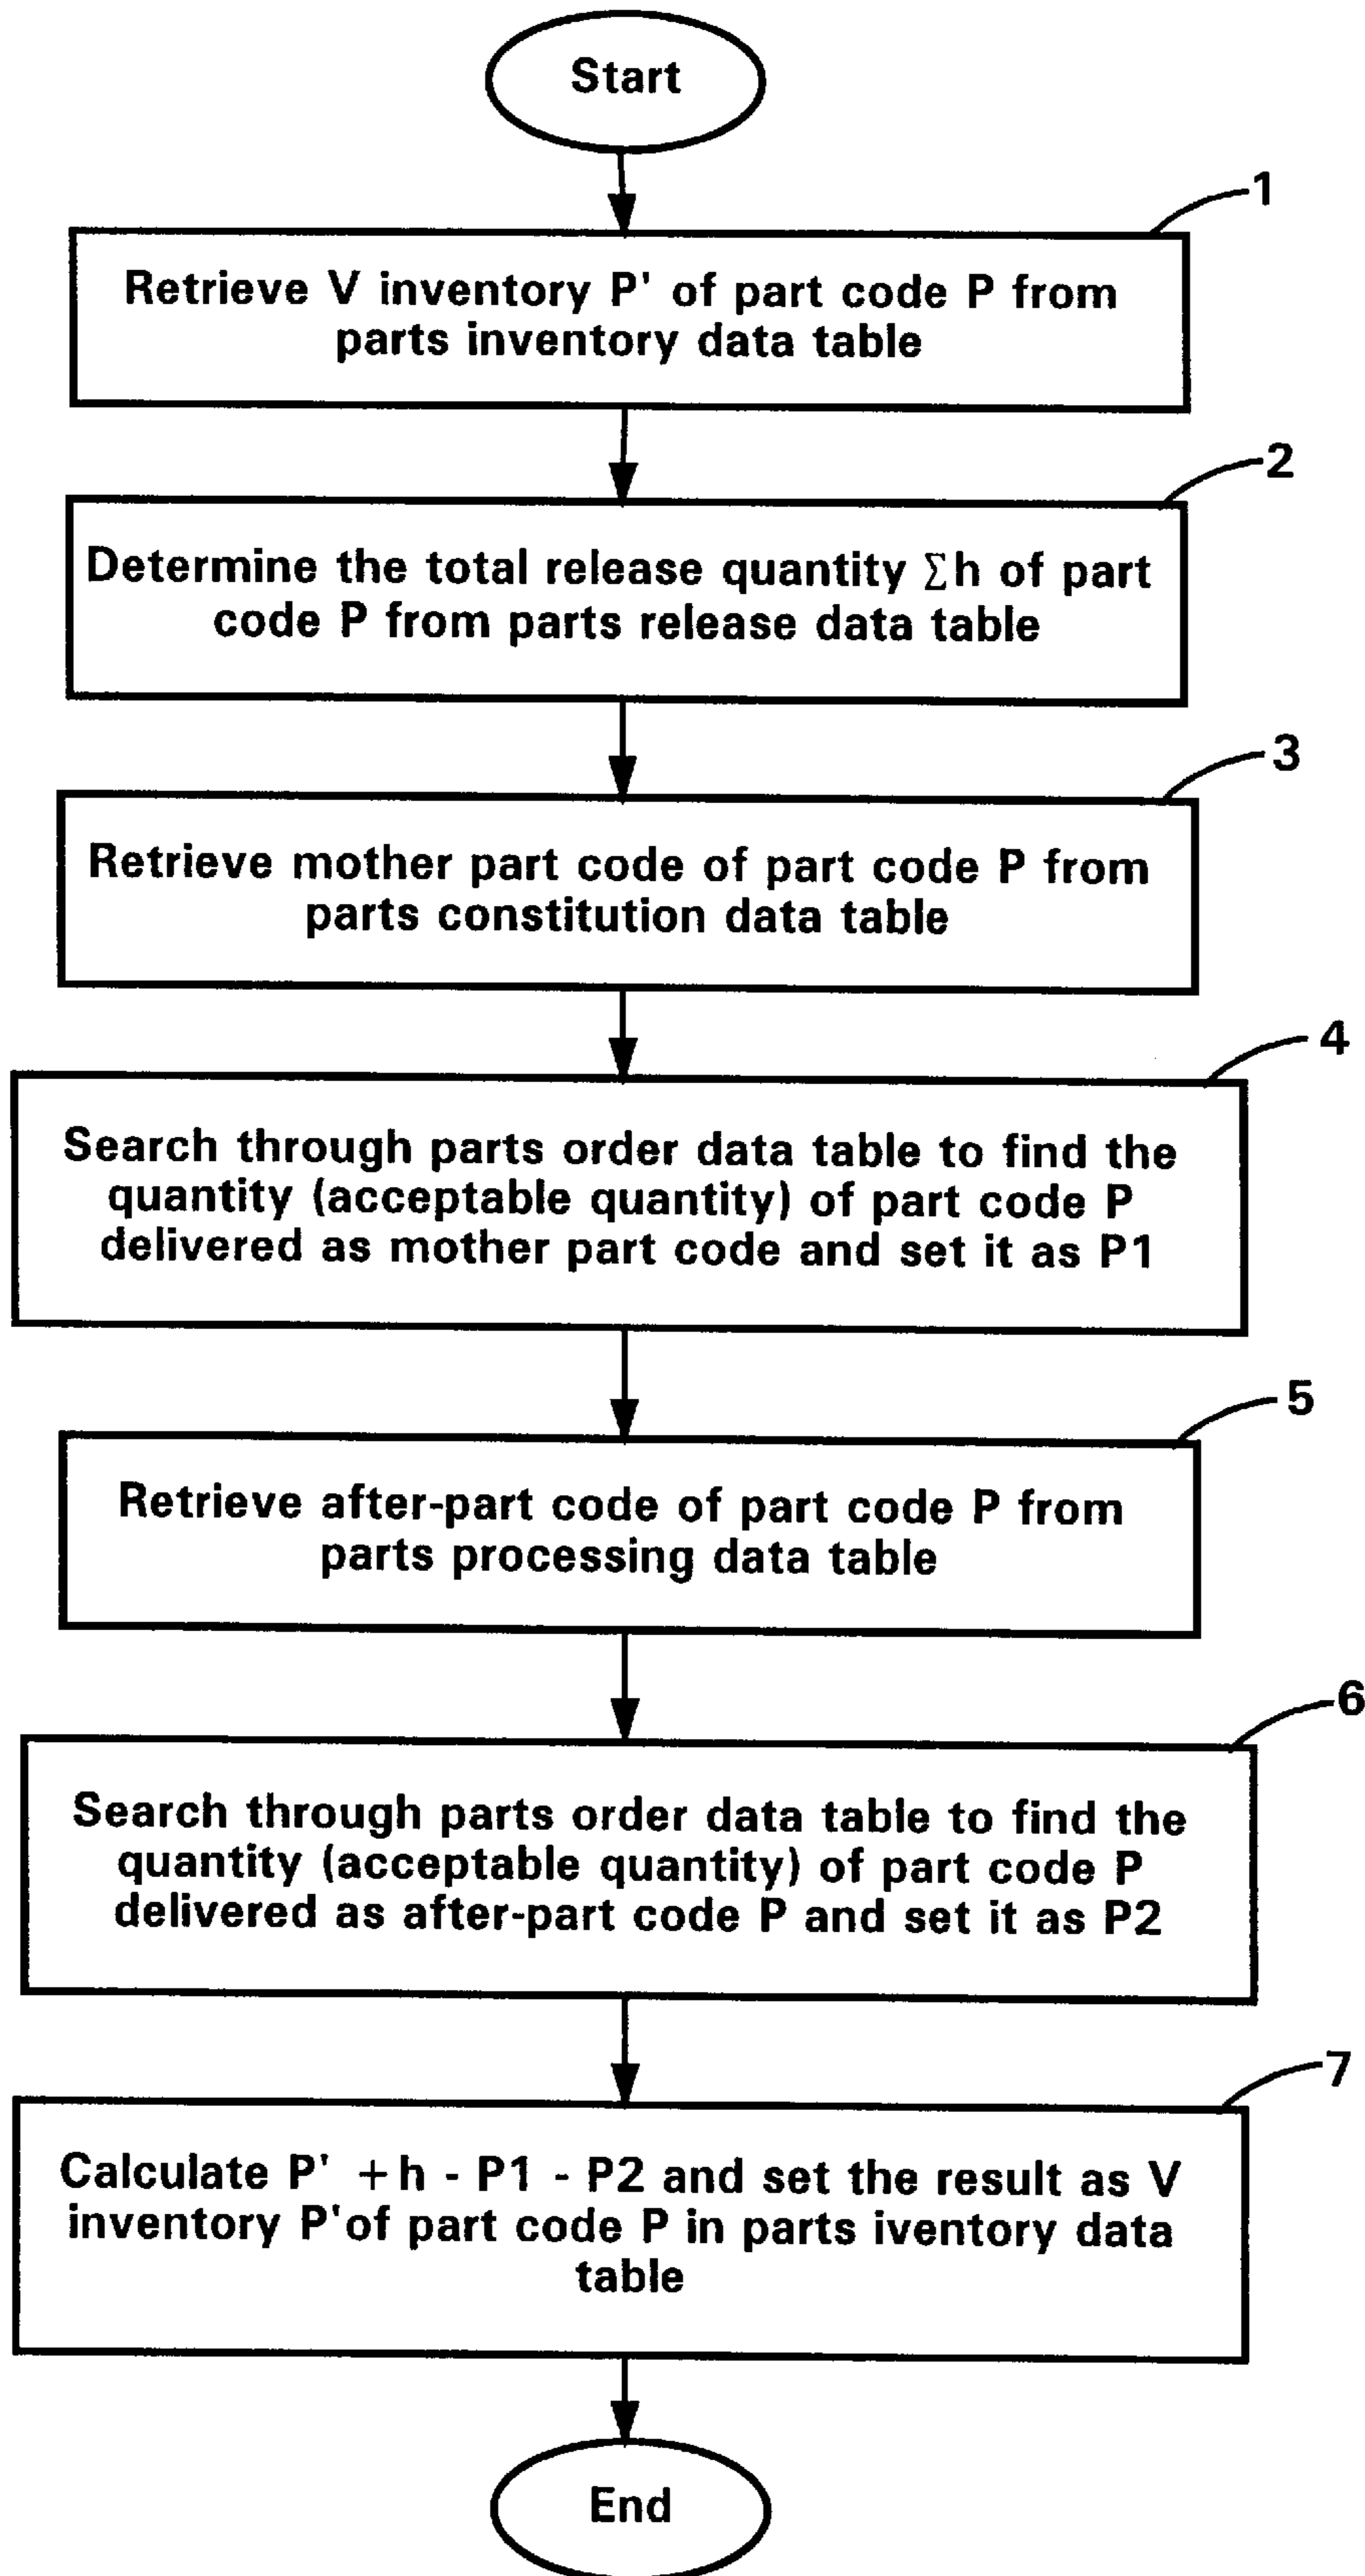 Start
1
Retrieve V inventory P' of part code P from
parts inventory data table
2
Determine the total release quantity Σh of part
code P from parts release data table
3
Retrieve mother part code of part code P from
parts constitution data table
4
Search through parts order data table to find the
quantity (acceptable quantity) of part code P
delivered as mother part code and set it as P1
5
Retrieve after-part code of part code P from
parts processing data table
6
Search through parts order data table to find the
quantity (acceptable quantity) of part code P
delivered as after-part code P and set it as P2
7
Calculate P' +h - P1 - P2 and set the result as V
inventory P'of part code P in parts iventory data
table
End